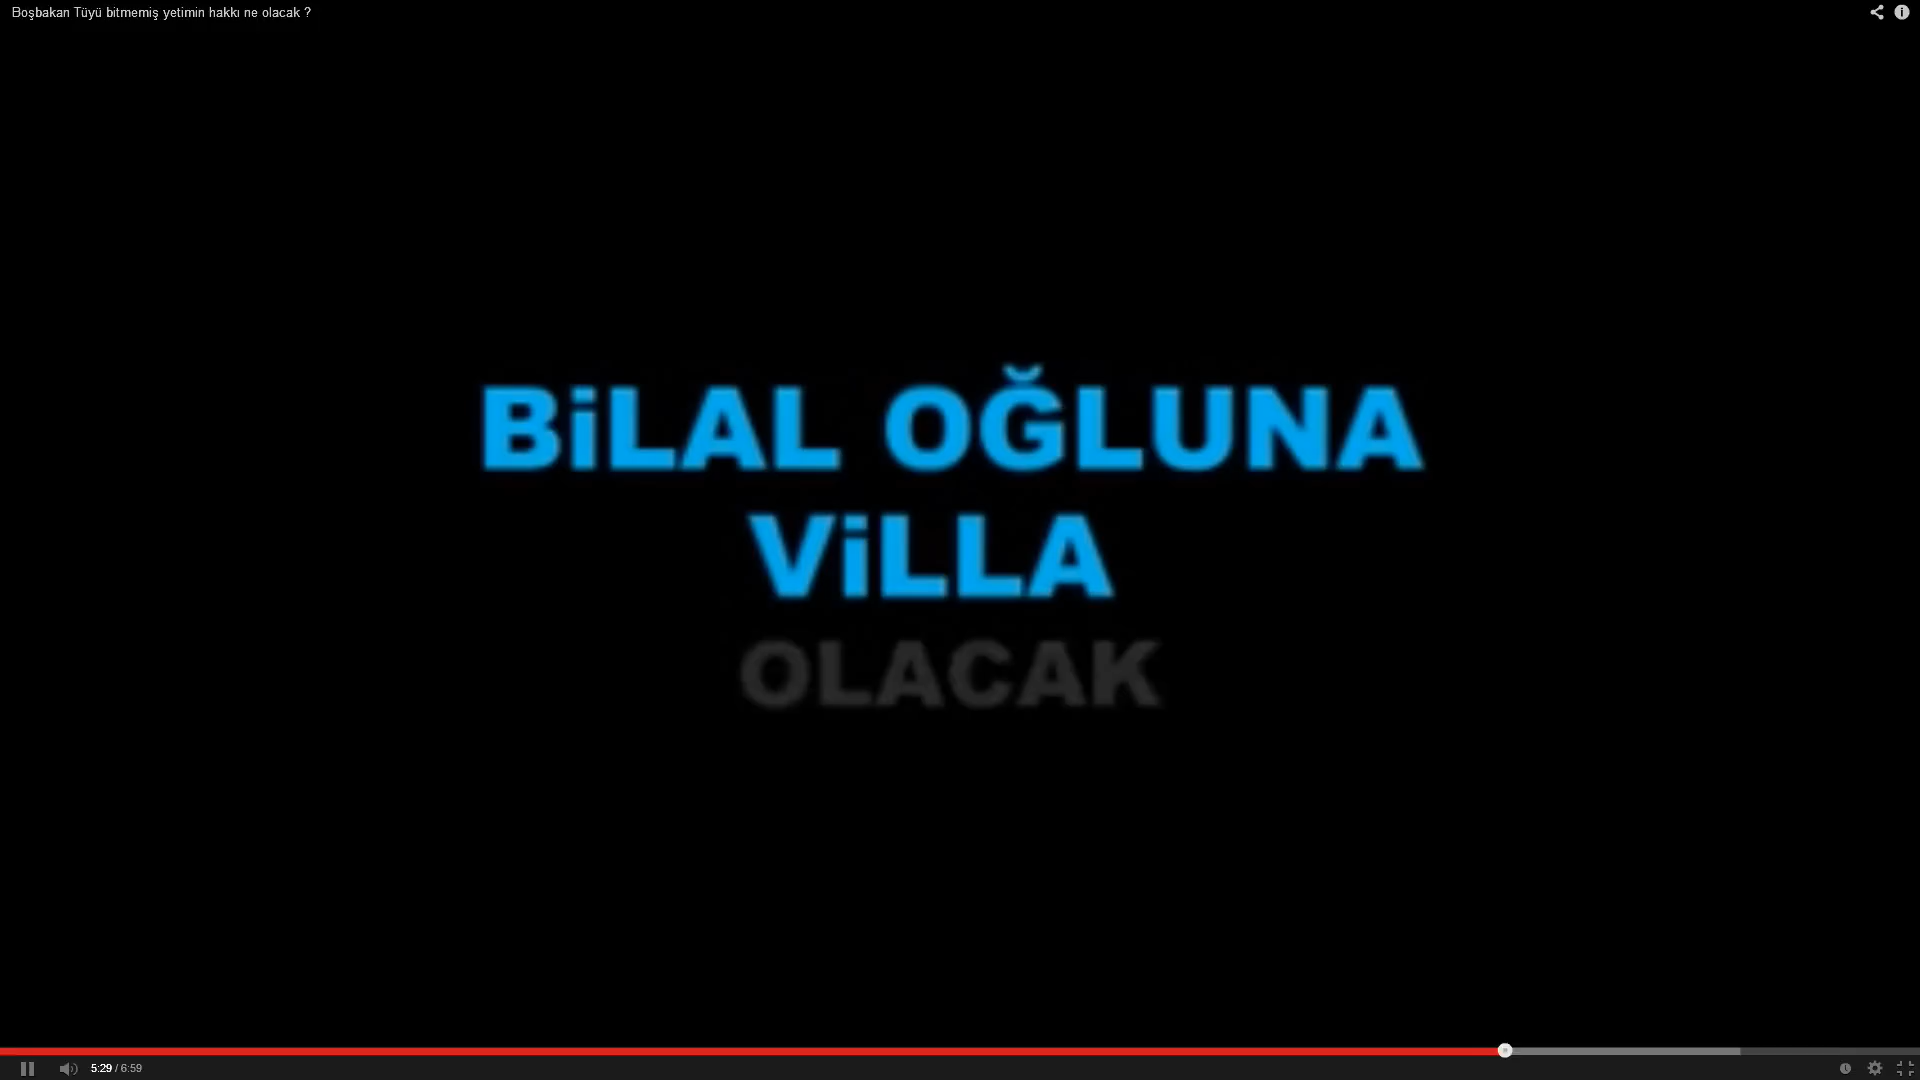 Boşbakan Tüyü bitmemiş yetimin hakkı ne olacak ?
BiLAL OĞLUNA
ViLLA
OLACAK
5:29 / 6:59